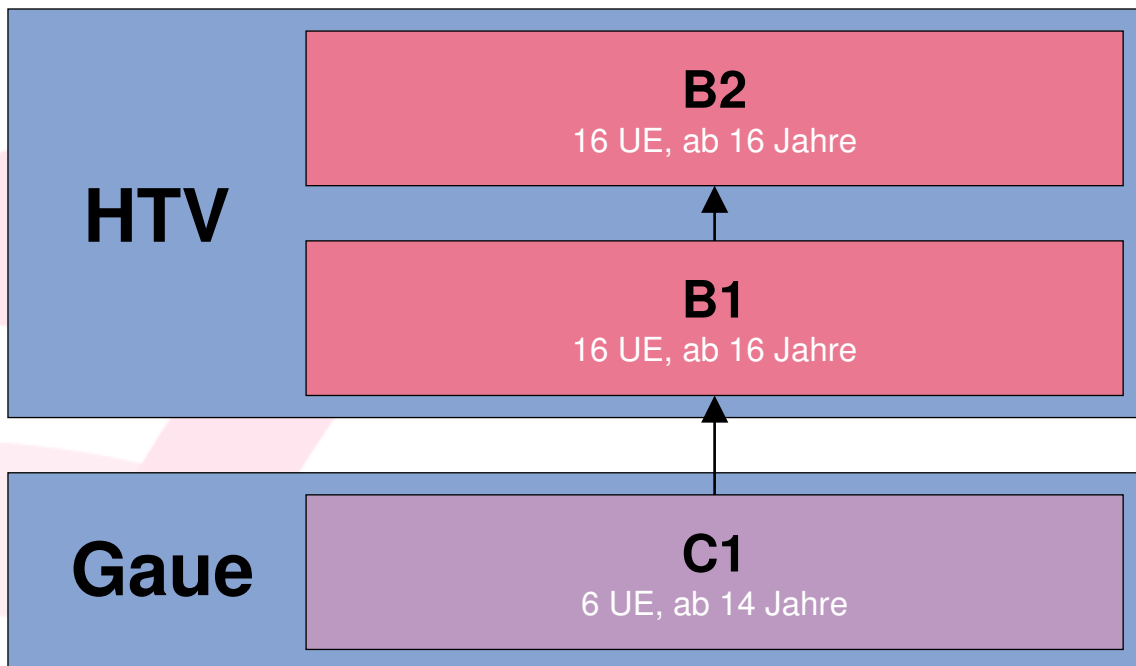 HTV
B2
16 UE, ab 16 Jahre
B1
16 UE, ab 16 Jahre
Gaue
C1
6 UE, ab 14 Jahre